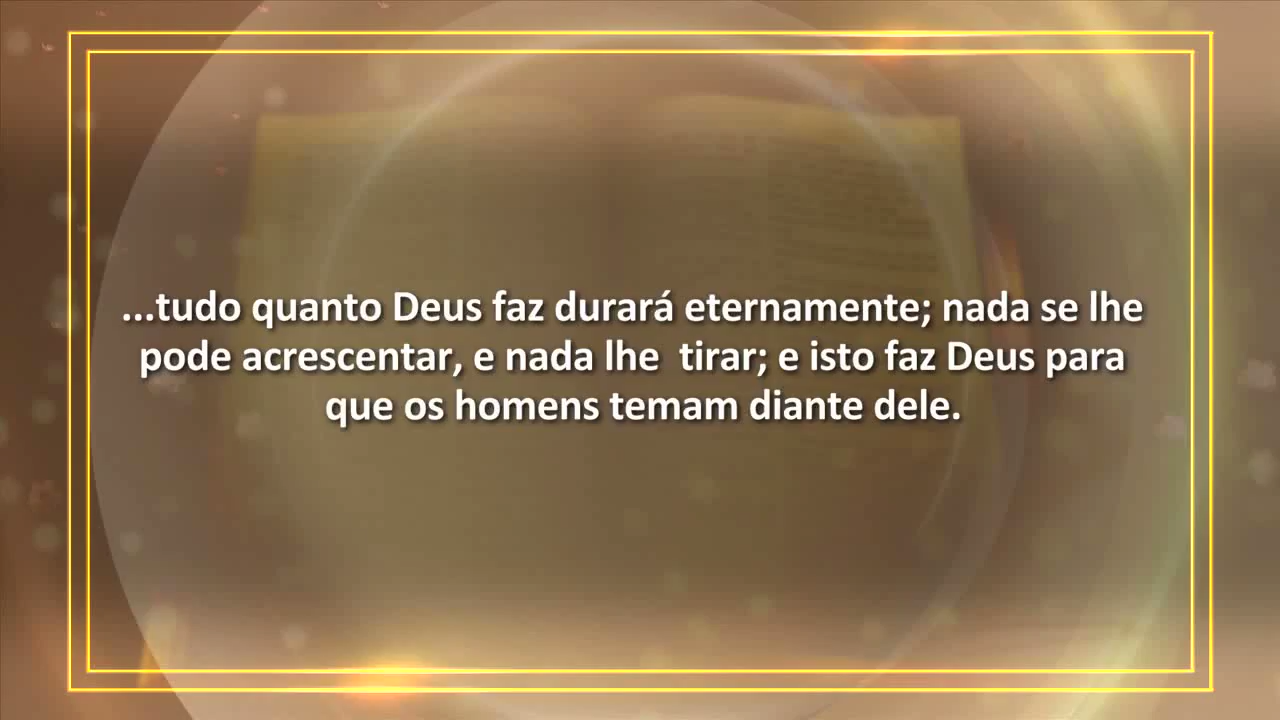 ...tudo quanto Deus faz durará eternamente; nada se lhe
pode acrescentar, e nada lhe  tirar; e isto faz Deus para
que os homens temam diante dele.